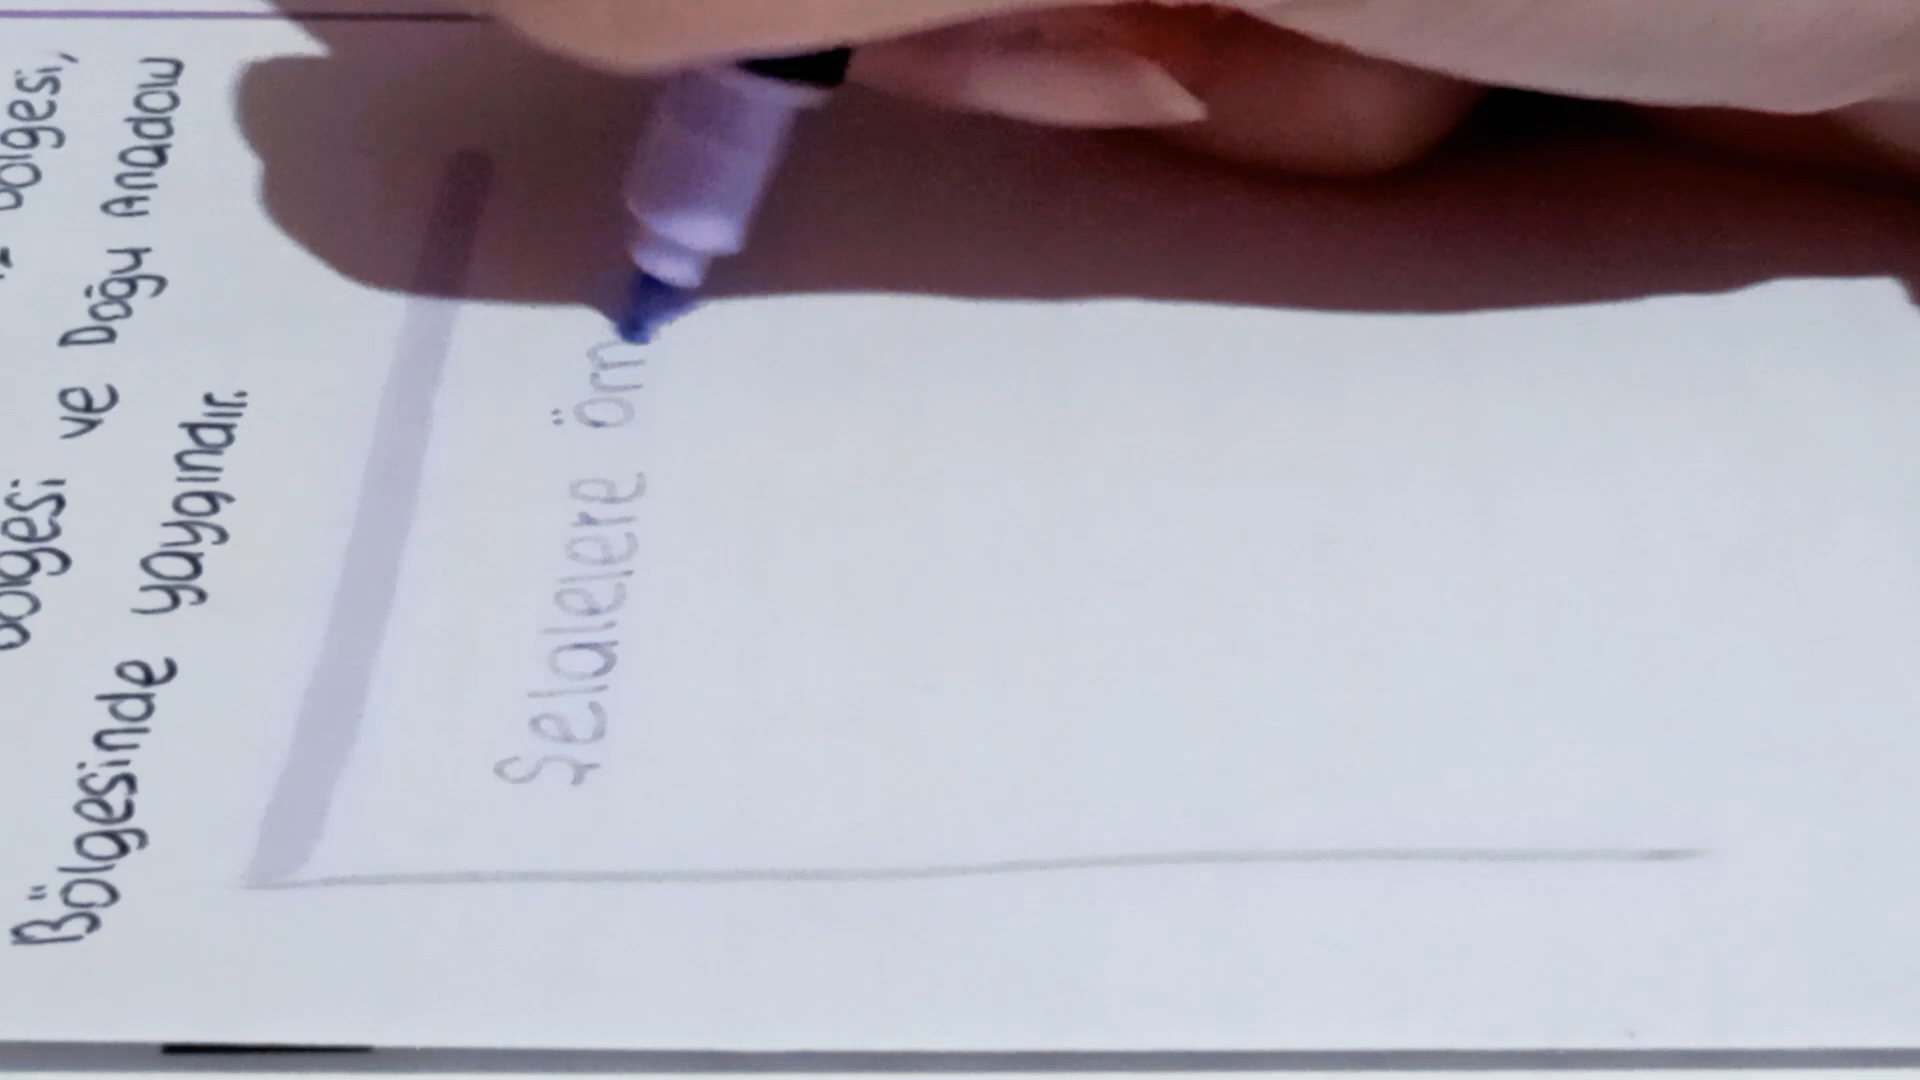 Bölgesi,
Bölgesi ve Doğu Anadolu
Bölgesinde yaygındır.
Şelalelere örn